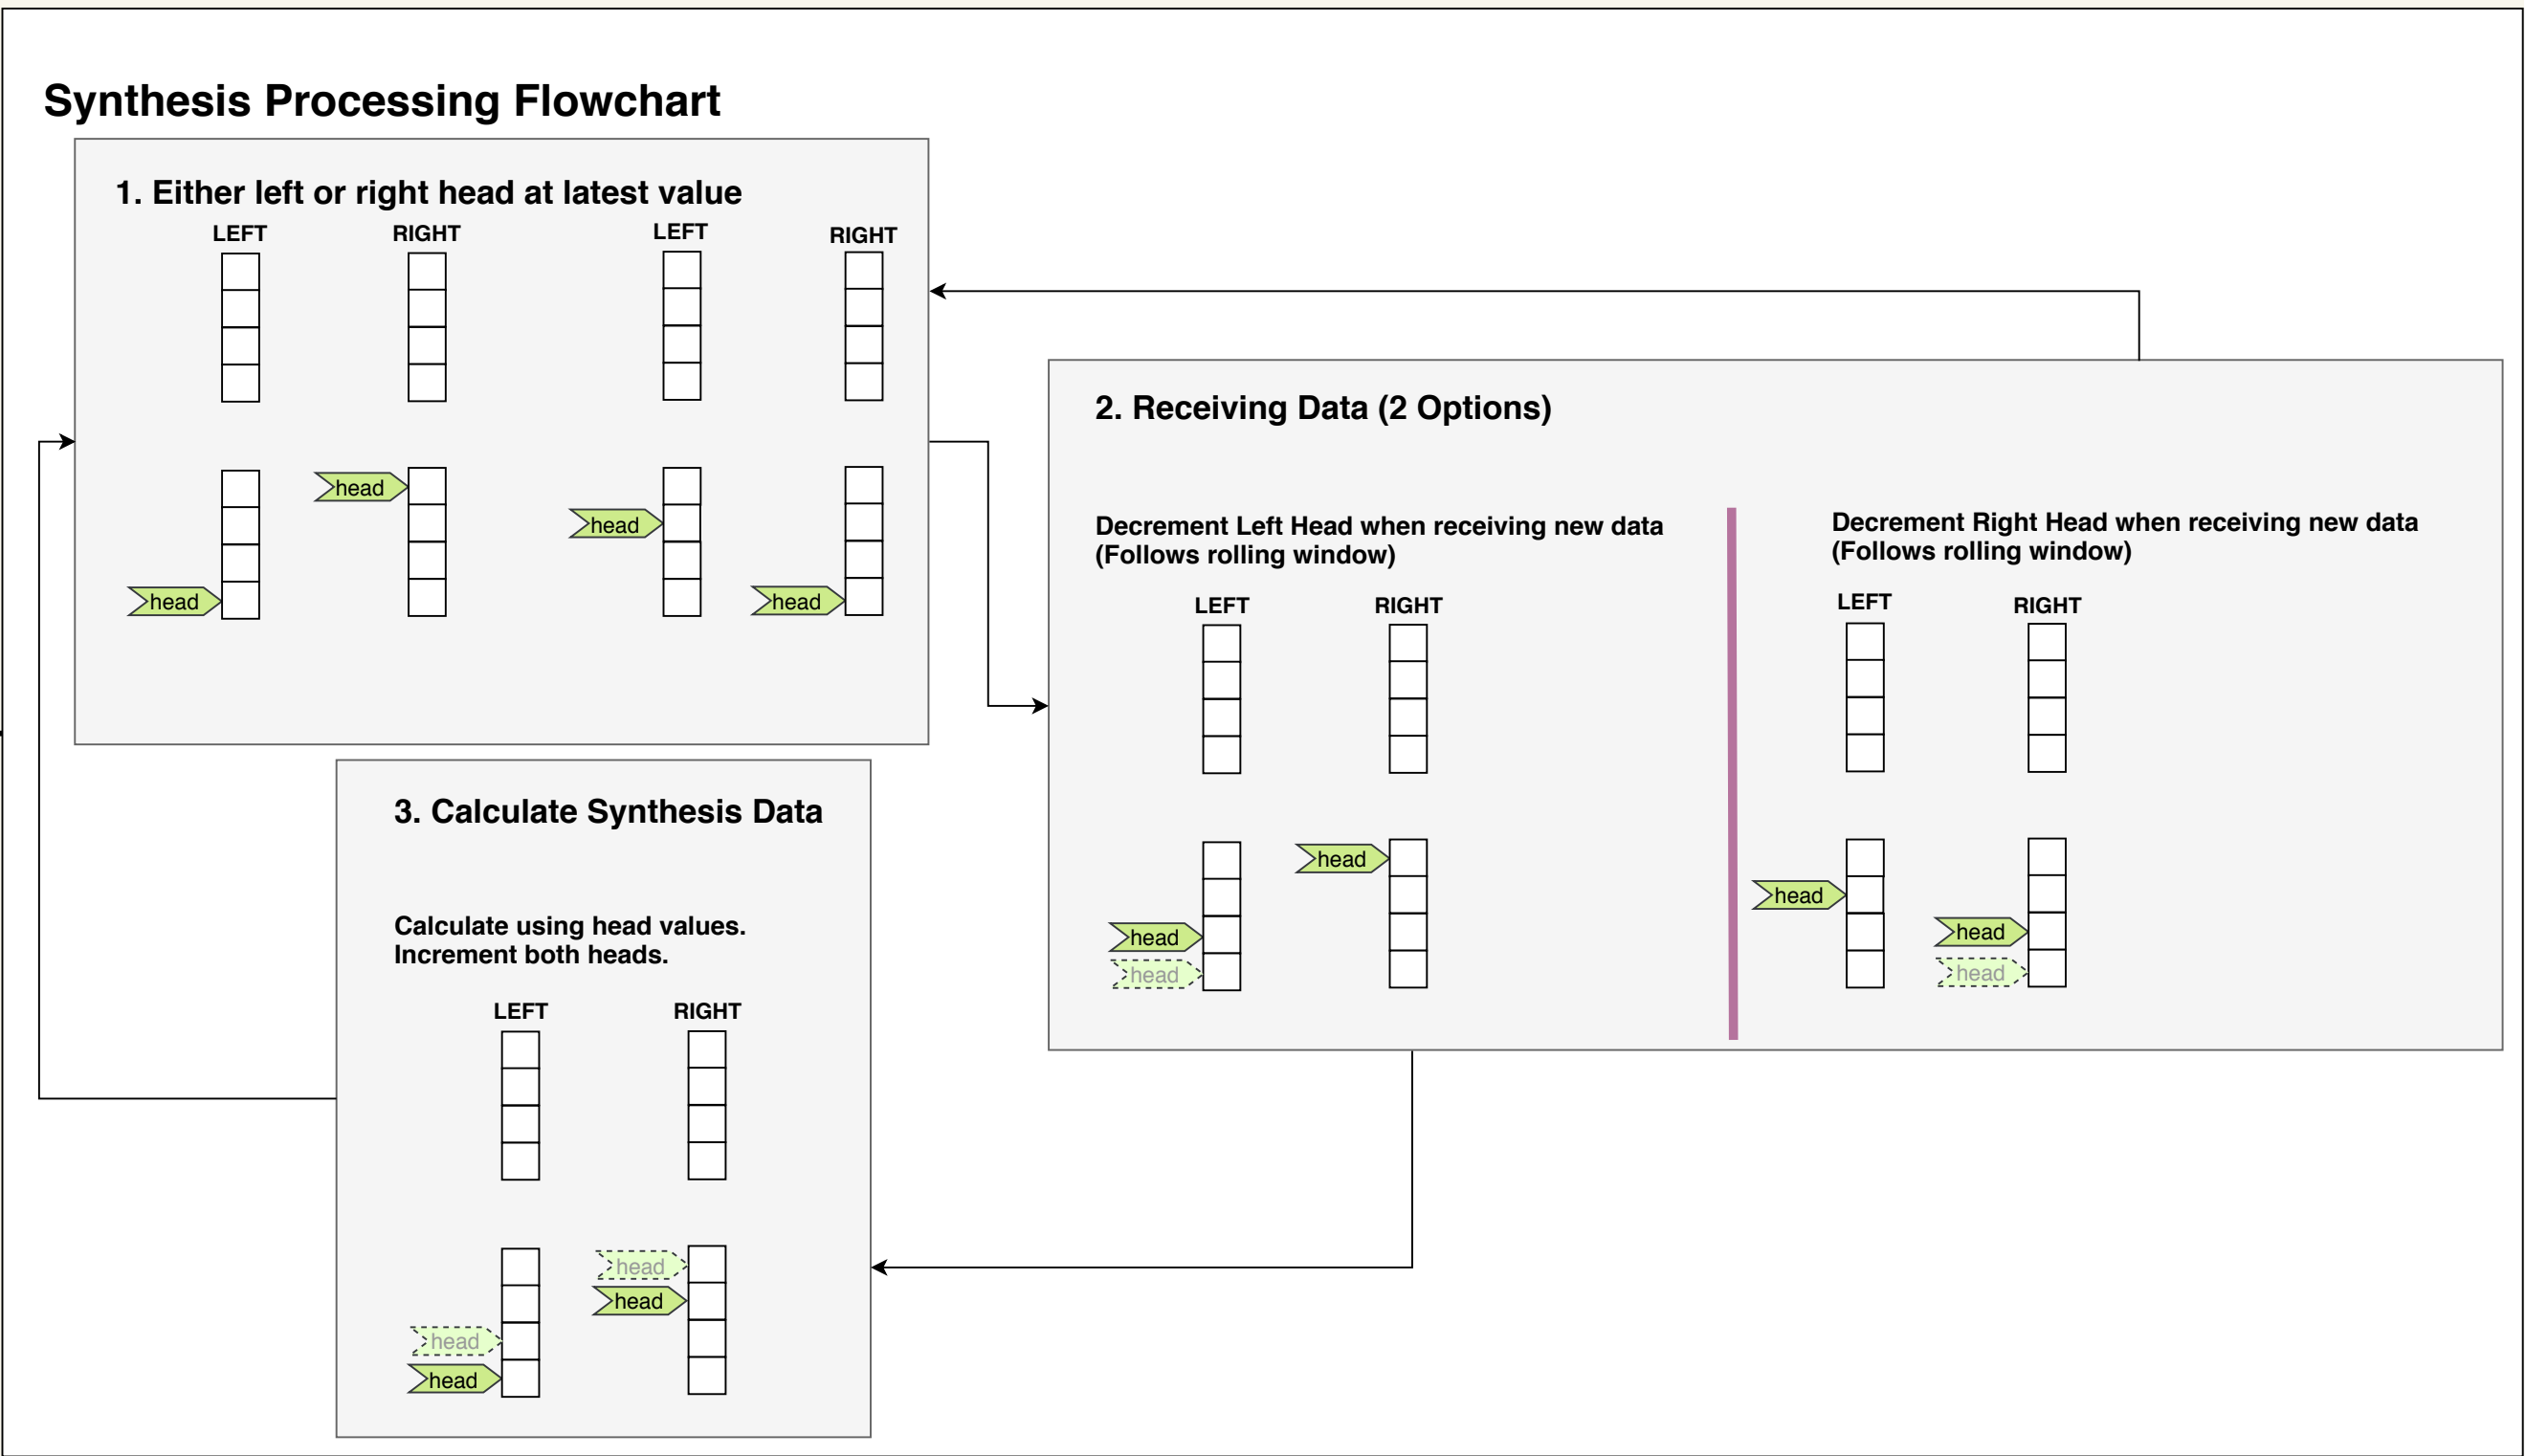 Synthesis Processing Flowchart
1. Either left or right head at latest value
LEFT
RIGHT
LEFT
RIGHT
head
head
head
head
2. Receiving Data (2 Options)
Decrement Left Head when receiving new data
(Follows rolling window)
LEFT
RIGHT
head
head
head
Decrement Right Head when receiving new data
(Follows rolling window)
LEFT
RIGHT
head
head
head
3. Calculate Synthesis Data
Calculate using head values.
Increment both heads.
LEFT
RIGHT
head
head
head
head